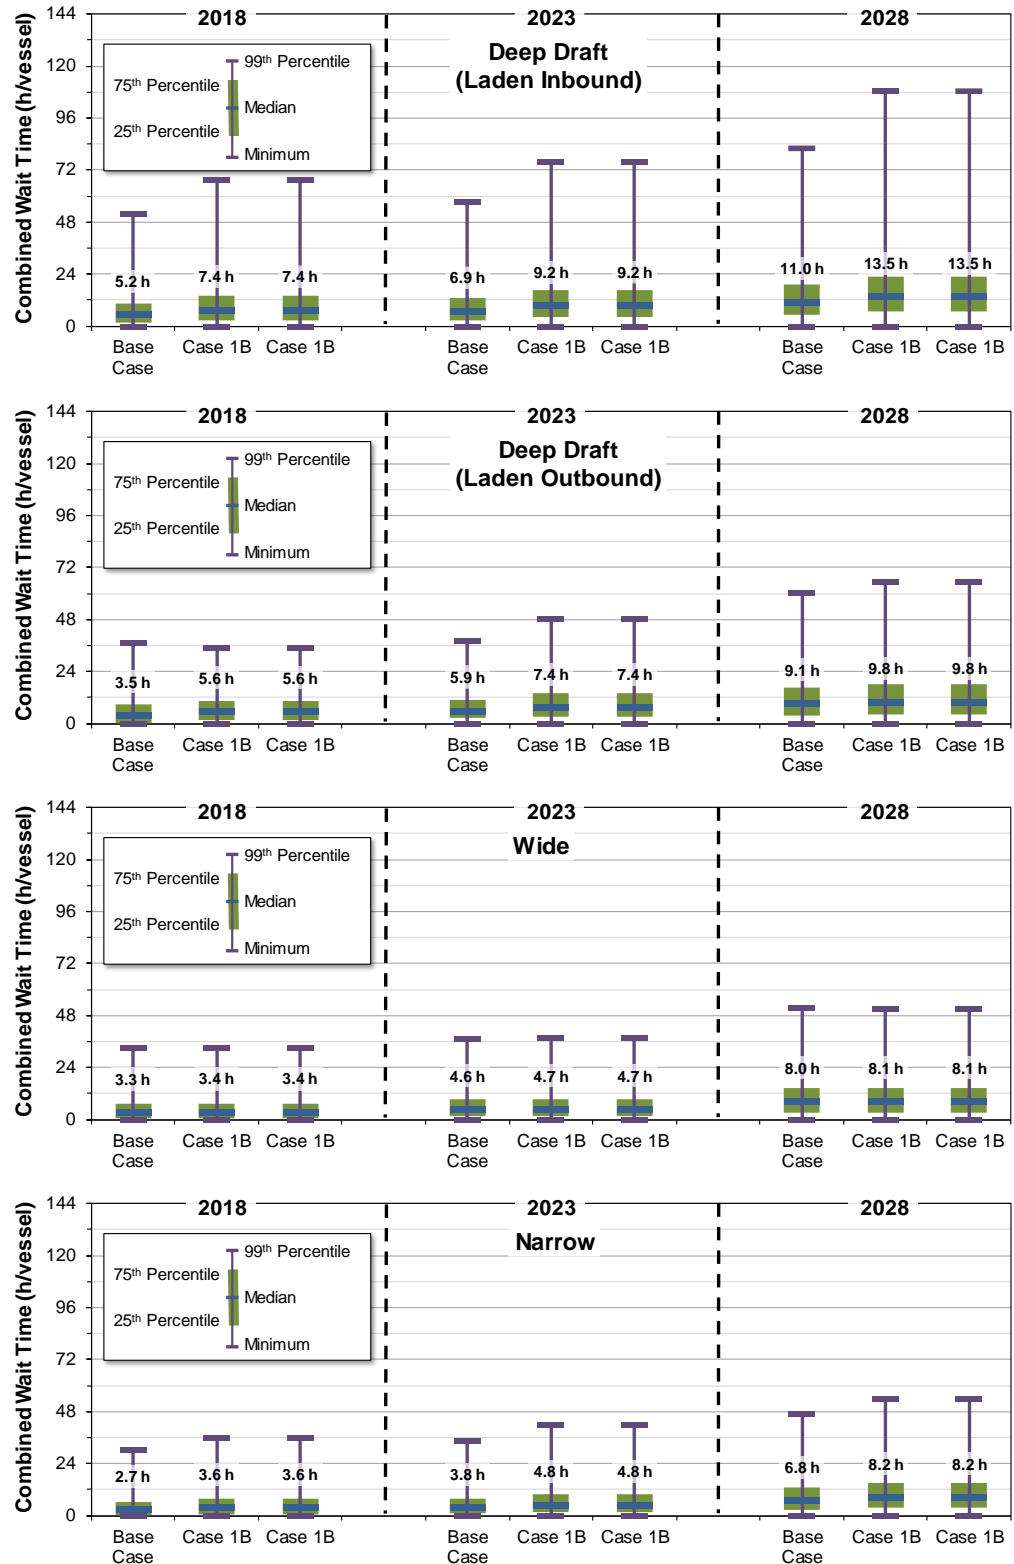 2018 2023 2028
Deep Draft
(Laden Inbound)
Combined Wait Time (h/vessel)
144
120
96
72
48
24
0
99th Percentile
75th Percentile
Median
25th Percentile
Minimum
5.2 h 7.4 h 7.4 h 6.9 h 9.2 h 9.2 h 11.0 h 13.5 h 13.5 h
Base Case Case 1B Case 1B Base Case Case 1B Case 1B Base Case Case 1B Case 1B
2018 2023 2028
Deep Draft
(Laden Outbound)
Combined Wait Time (h/vessel)
144
120
96
72
48
24
0
99th Percentile
75th Percentile
Median
25th Percentile
Minimum
3.5 h 5.6 h 5.6 h 5.9 h 7.4 h 7.4 h 9.1 h 9.8 h 9.8 h
Base Case Case 1B Case 1B Base Case Case 1B Case 1B Base Case Case 1B Case 1B
2018 2023 2028
Wide
Combined Wait Time (h/vessel)
144
120
96
72
48
24
0
99th Percentile
75th Percentile
Median
25th Percentile
Minimum
3.3 h 3.4 h 3.4 h 4.6 h 4.7 h 4.7 h 8.0 h 8.1 h 8.1 h
Base Case Case 1B Case 1B Base Case Case 1B Case 1B Base Case Case 1B Case 1B
2018 2023 2028
Narrow
Combined Wait Time (h/vessel)
144
120
96
72
48
24
0
99th Percentile
75th Percentile
Median
25th Percentile
Minimum
2.7 h 3.6 h 3.6 h 3.8 h 4.8 h 4.8 h 6.8 h 8.2 h 8.2 h
Base Case Case 1B Case 1B Base Case Case 1B Case 1B Base Case Case 1B Case 1B